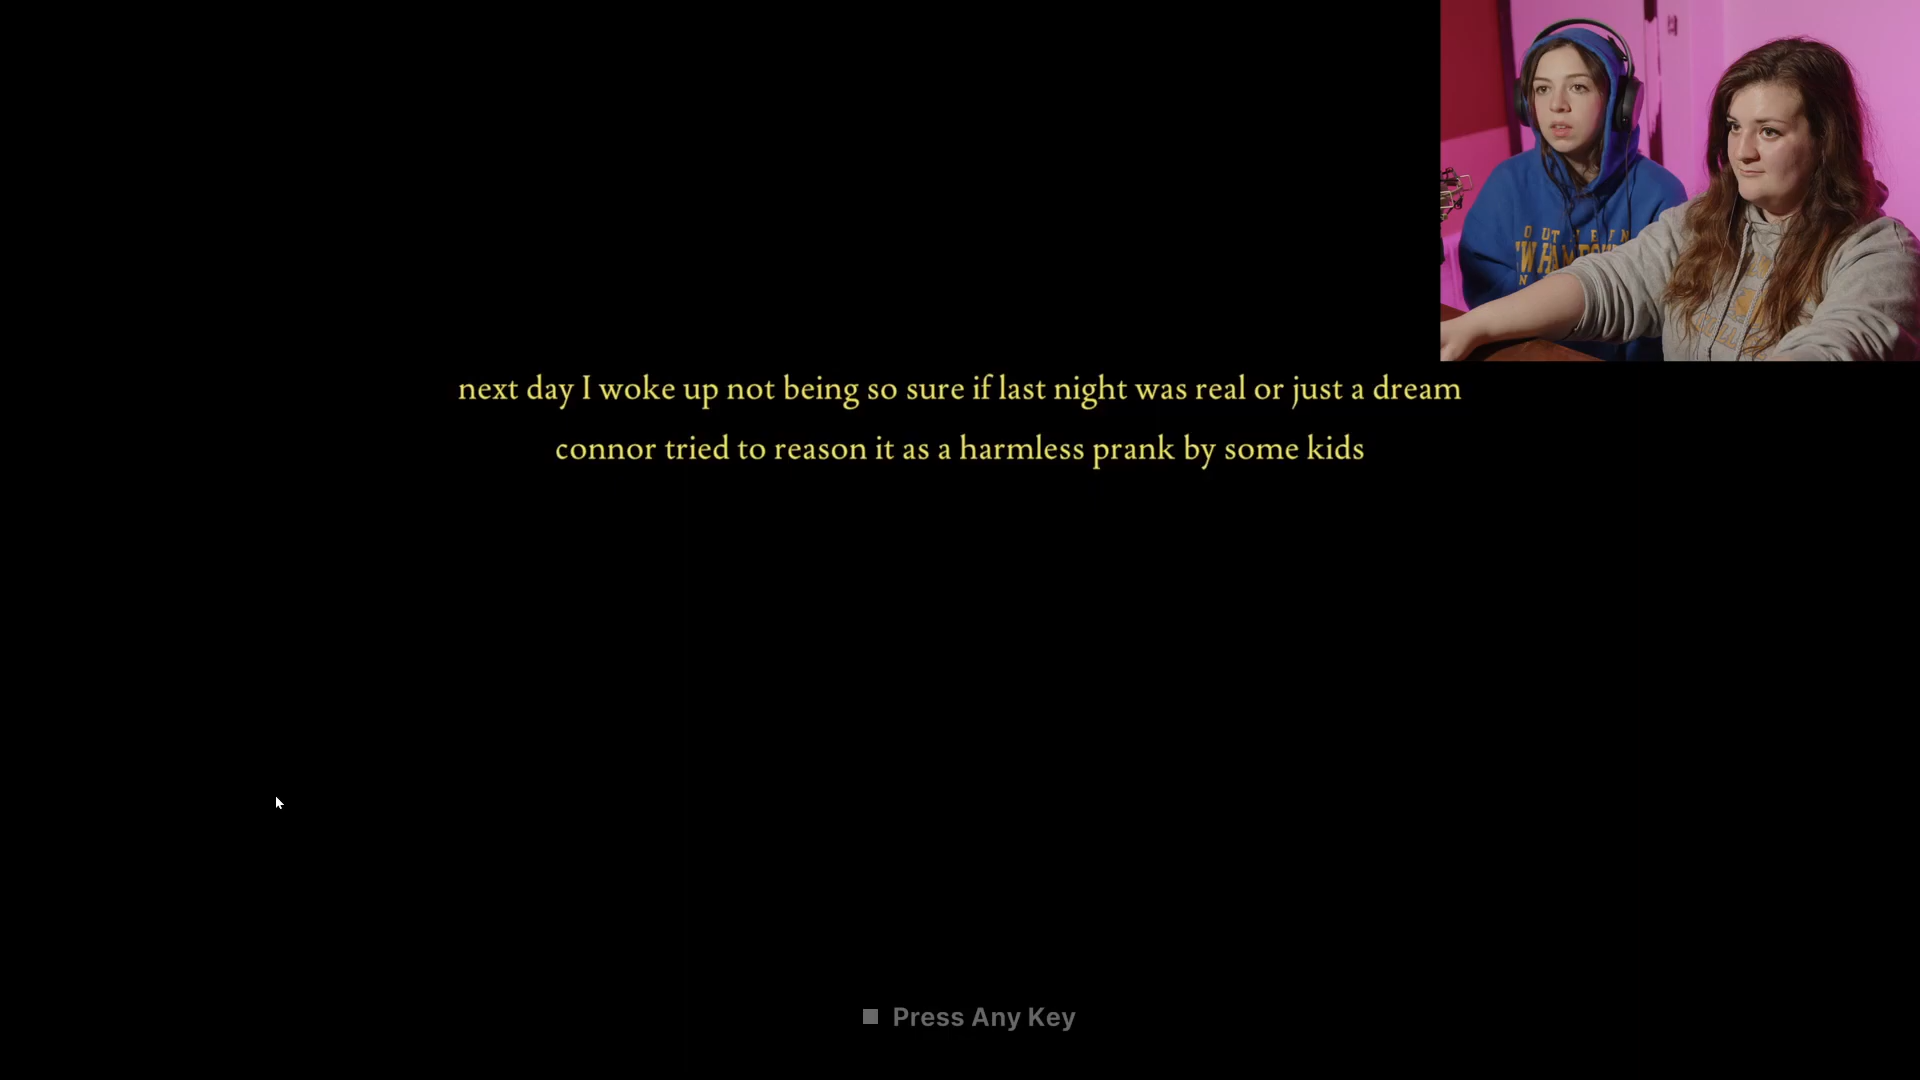 next day I woke up not being so sure if last night was real or just a dream
connor tried to reason it as a harmless prank by some kids
Press Any Key